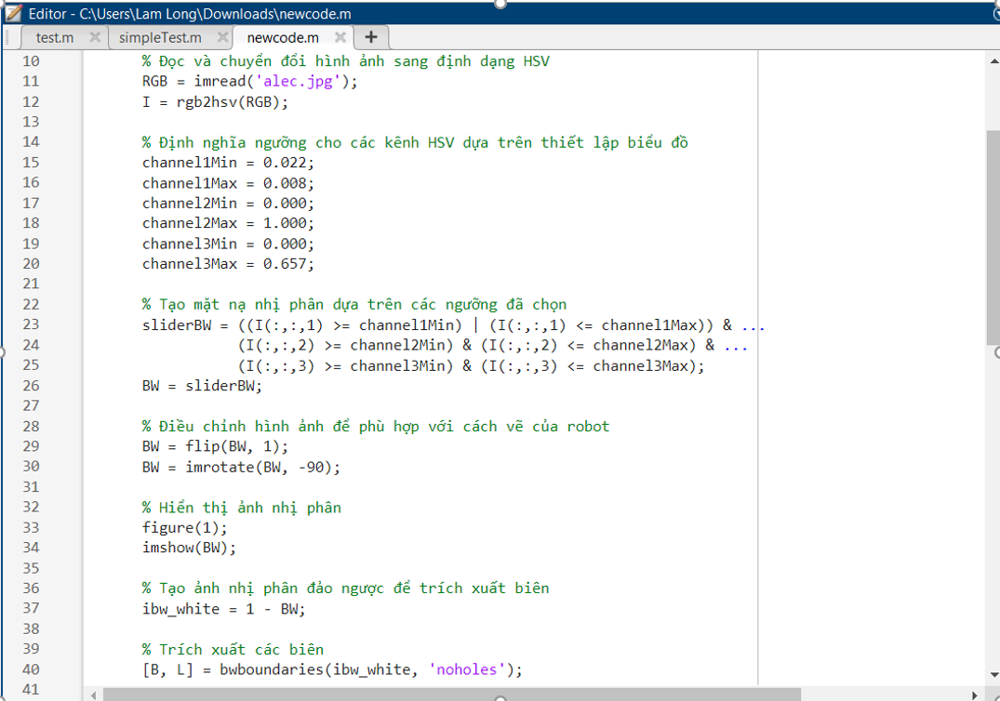 Editor - C:\Users\Lam Long\Downloads\newcode.m
test.m simpleTest.m newcode.m +
10 % Đọc và chuyển đổi hình ảnh sang định dạng HSV
11 RGB = imread('alec.jpg');
12 I = rgb2hsv(RGB);
13
14 % Định nghĩa ngưỡng cho các kênh HSV dựa trên thiết lập biểu đồ
15 channel1Min = 0.022;
16 channel1Max = 0.008;
17 channel2Min = 0.000;
18 channel2Max = 1.000;
19 channel3Min = 0.000;
20 channel3Max = 0.657;
21
22 % Tạo mặt nạ nhị phân dựa trên các ngưỡng đã chọn
23 sliderBW = ((I(:,:,1) >= channel1Min) | (I(:,:,1) <= channel1Max)) & ...
24 (I(:,:,2) >= channel2Min) & (I(:,:,2) <= channel2Max) & ...
25 (I(:,:,3) >= channel3Min) & (I(:,:,3) <= channel3Max);
26 BW = sliderBW;
27
28 % Điều chỉnh hình ảnh để phù hợp với cách vẽ của robot
29 BW = flip(BW, 1);
30 BW = imrotate(BW, -90);
31
32 % Hiển thị ảnh nhị phân
33 figure(1);
34 imshow(BW);
35
36 % Tạo ảnh nhị phân đảo ngược để trích xuất biên
37 ibw_white = 1 - BW;
38
39 % Trích xuất các biên
40 [B, L] = bwboundaries(ibw_white, 'noholes');
41